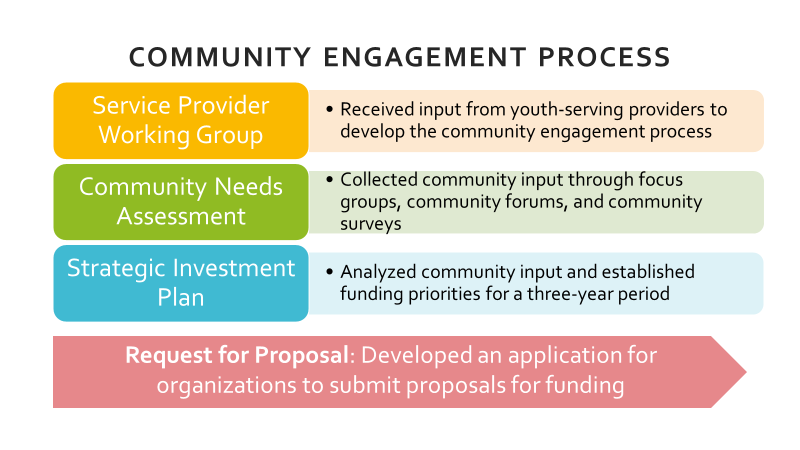 COMMUNITY ENGAGEMENT PROCESS
Service Provider
Working Group
• Received input from youth-serving providers to
develop the community engagement process
Community Needs
Assessment
• Collected community input through focus
groups, community forums, and community
surveys
Strategic Investment
Plan
• Analyzed community input and established
funding priorities for a three-year period
Request for Proposal: Developed an application for
organizations to submit proposals for funding